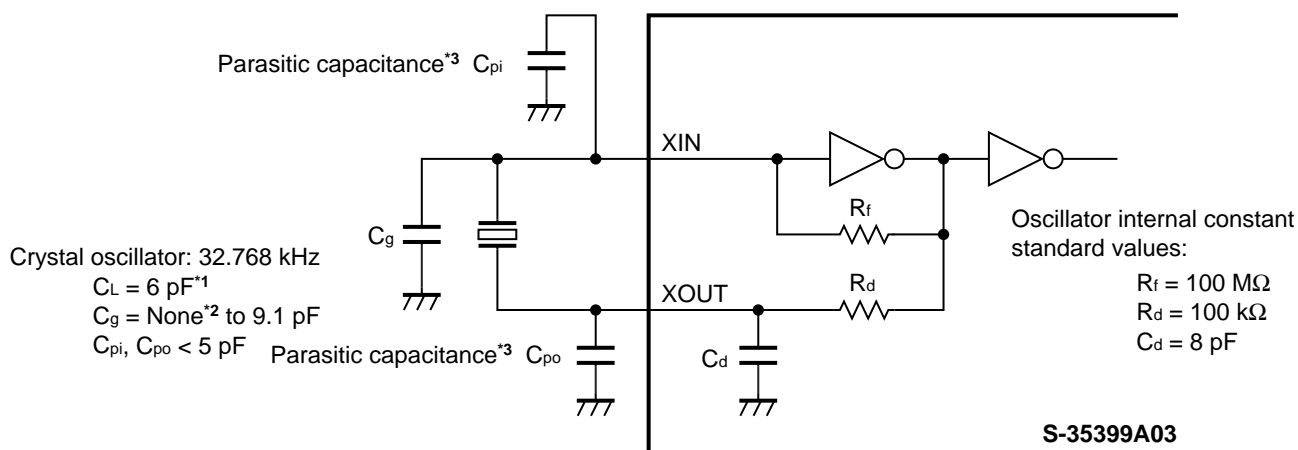 Parasitic capacitance*3 Cpi
XIN
Rf
Cg
Oscillator internal constant
standard values:
Crystal oscillator: 32.768 kHz
CL = 6 pF*1
Cg = None*2 to 9.1 pF
Cpi, Cpo < 5 pF
XOUT
Rd
Rf = 100 MΩ
Rd = 100 kΩ
Cd = 8 pF
Parasitic capacitance*3 Cpo
Cd
S-35399A03